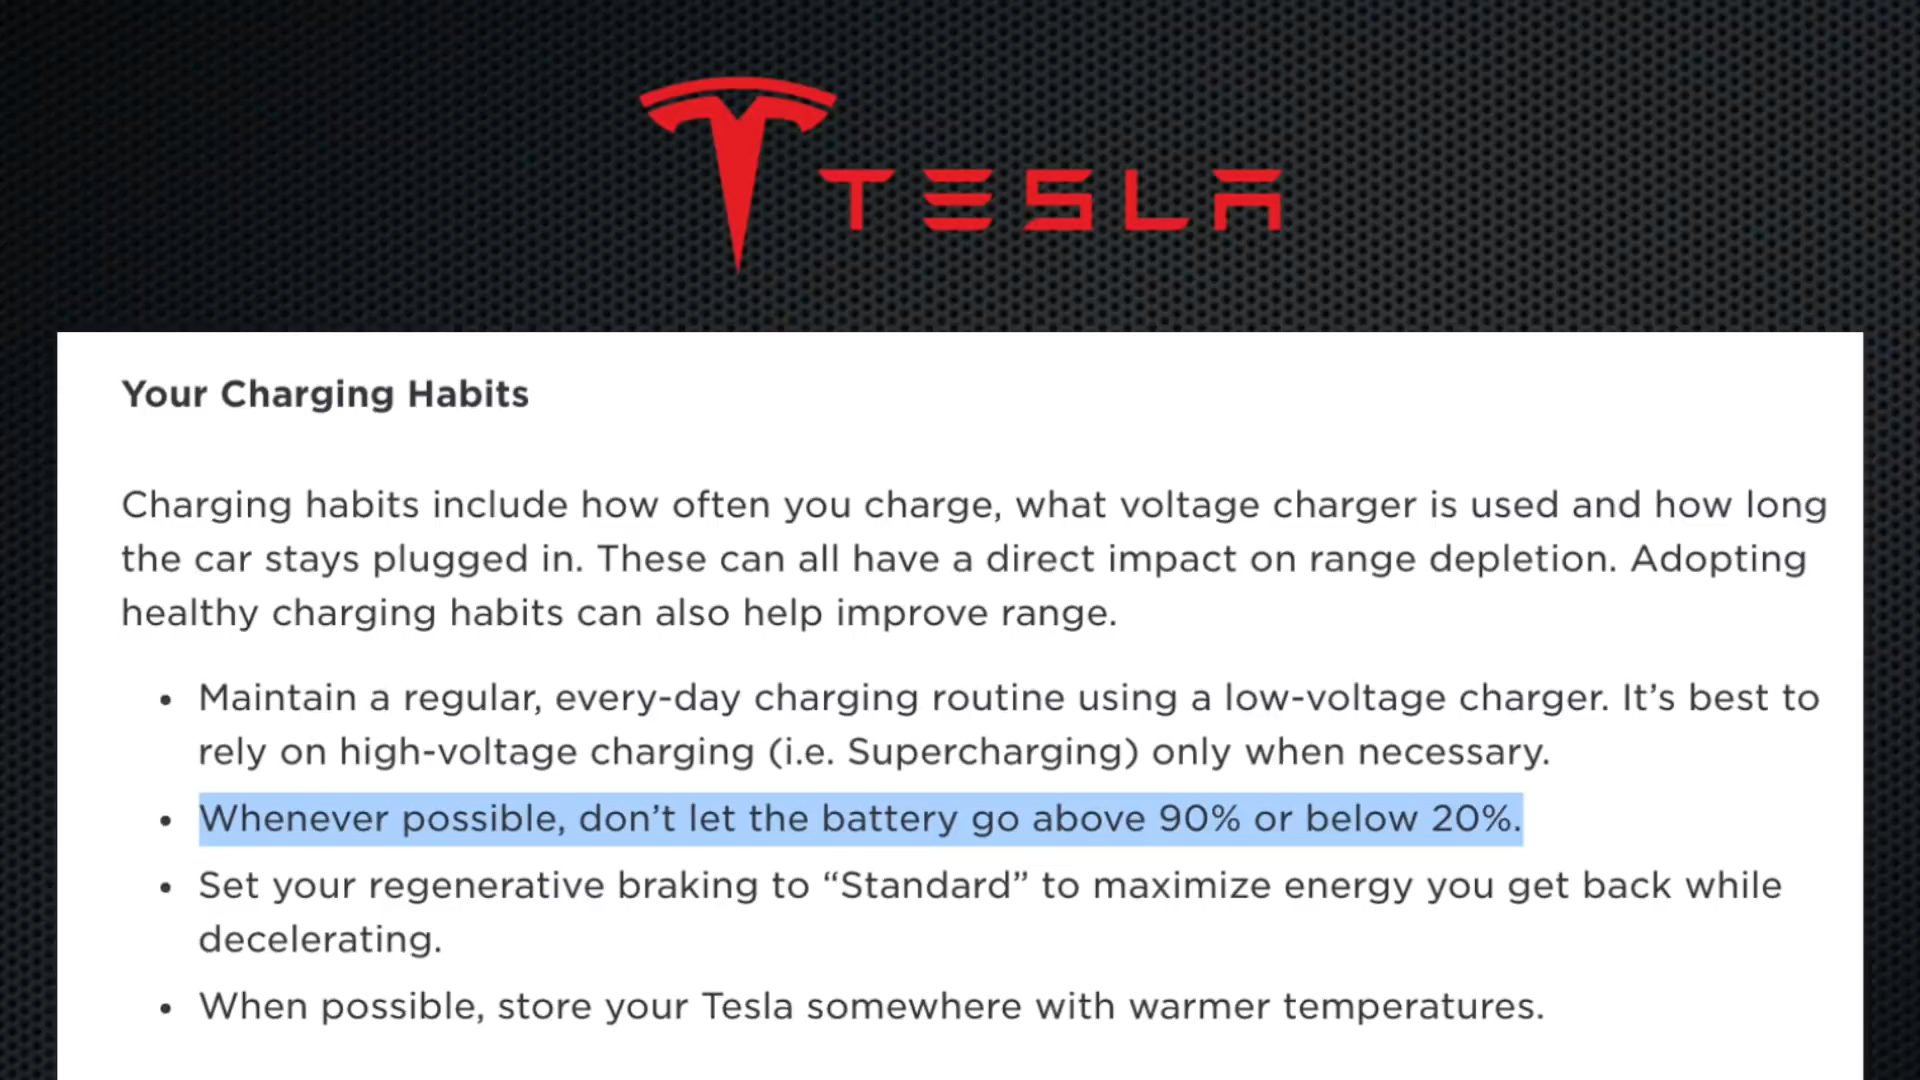 TESLA
Your Charging Habits
Charging habits include how often you charge, what voltage charger is used and how long
the car stays plugged in. These can all have a direct impact on range depletion. Adopting
healthy charging habits can also help improve range.
• Maintain a regular, every-day charging routine using a low-voltage charger. It’s best to
rely on high-voltage charging (i.e. Supercharging) only when necessary.
• Whenever possible, don’t let the battery go above 90% or below 20%.
• Set your regenerative braking to “Standard” to maximize energy you get back while
decelerating.
• When possible, store your Tesla somewhere with warmer temperatures.